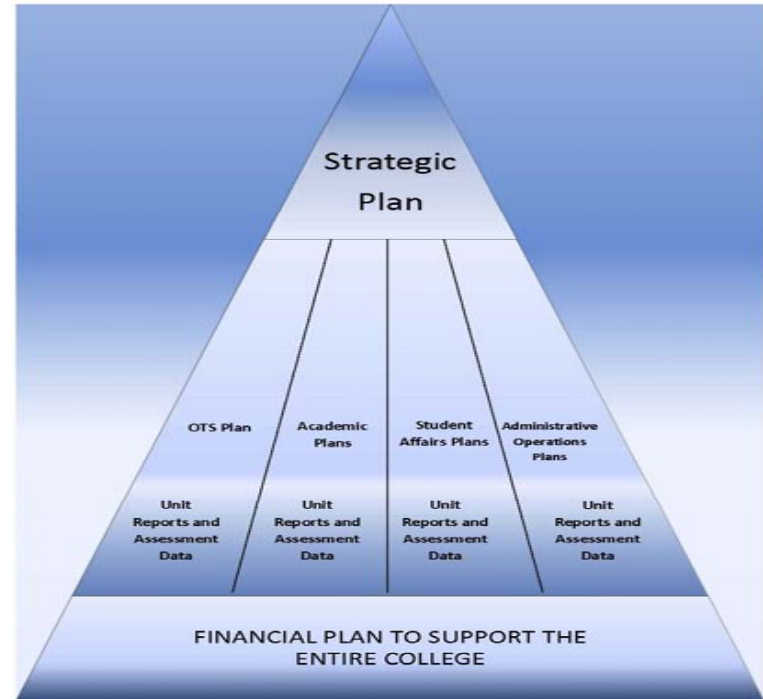 Strategic
Plan
OTS Plan
Academic
Plans
Student
Affairs Plans
Administrative
Operations
Plans
Unit
Reports and
Assessment
Data
Unit
Reports and
Assessment
Data
Unit
Reports and
Assessment
Data
Unit
Reports and
Assessment
Data
FINANCIAL PLAN TO SUPPORT THE
ENTIRE COLLEGE